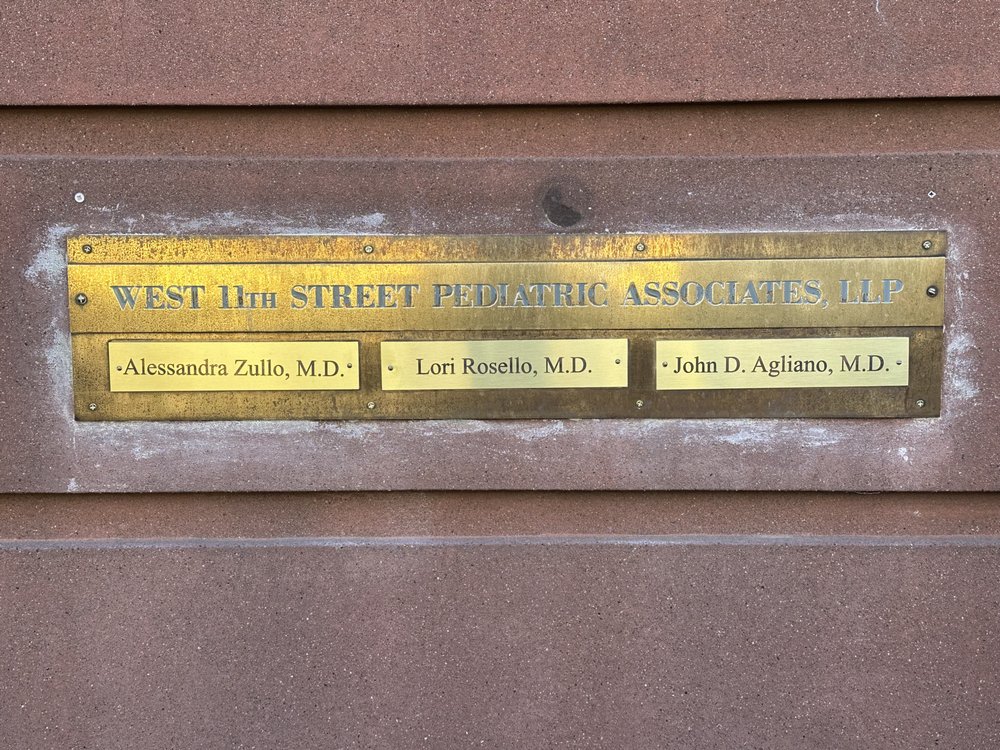 WEST 11TH STREET PEDIATRIC ASSOCIATES, LLP
Alessandra Zullo, M.D.
Lori Rosello, M.D.
John D. Agliano, M.D.